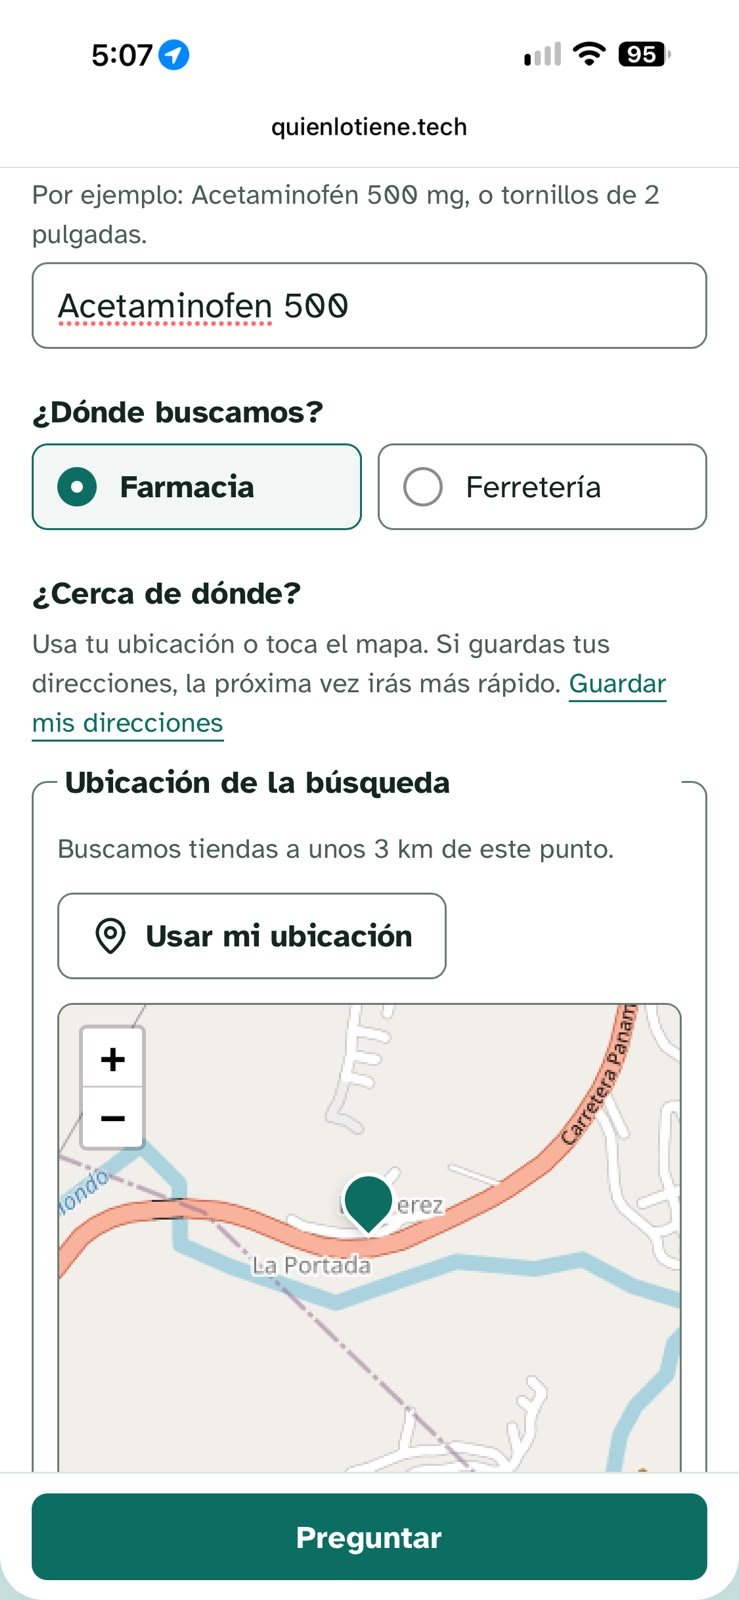 5:07
95
quienlotiene.tech
Por ejemplo: Acetaminofén 500 mg, o tornillos de 2
pulgadas.
Acetaminofen 500
¿Dónde buscamos?
Farmacia
Ferretería
¿Cerca de dónde?
Usa tu ubicación o toca el mapa. Si guardas tus
direcciones, la próxima vez irás más rápido. Guardar
mis direcciones
Ubicación de la búsqueda
Buscamos tiendas a unos 3 km de este punto.
Usar mi ubicación
+
−
Carretera Panam
londo
erez
La Portada
Preguntar